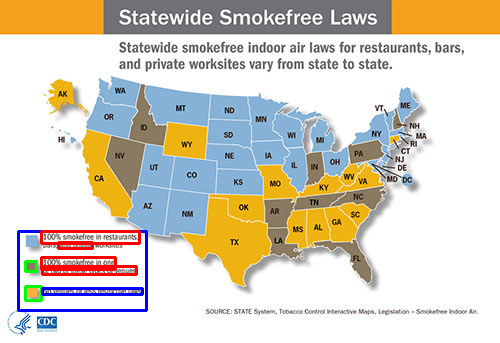 Statewide Smokefree Laws
Statewide smokefree indoor air laws for restaurants, bars,
and private worksites vary from state to state.
WA
MT
ND
MN
VT
ME
AK
OR
ID
SD
WI
MI
NY
NH
MA
RI
CT
NJ
DE
MD
DC
HI
WY
NE
IA
IL
IN
OH
PA
NV
UT
CO
KS
MO
KY
WV
VA
CA
AZ
NM
OK
AR
TN
NC
SC
TX
LA
MS
AL
GA
FL
100% smokefree in restaurants,
worksites
100% smokefree in one
venues
SOURCE: STATE System, Tobacco Control Interactive Maps, Legislation – Smokefree Indoor Air.
CDC